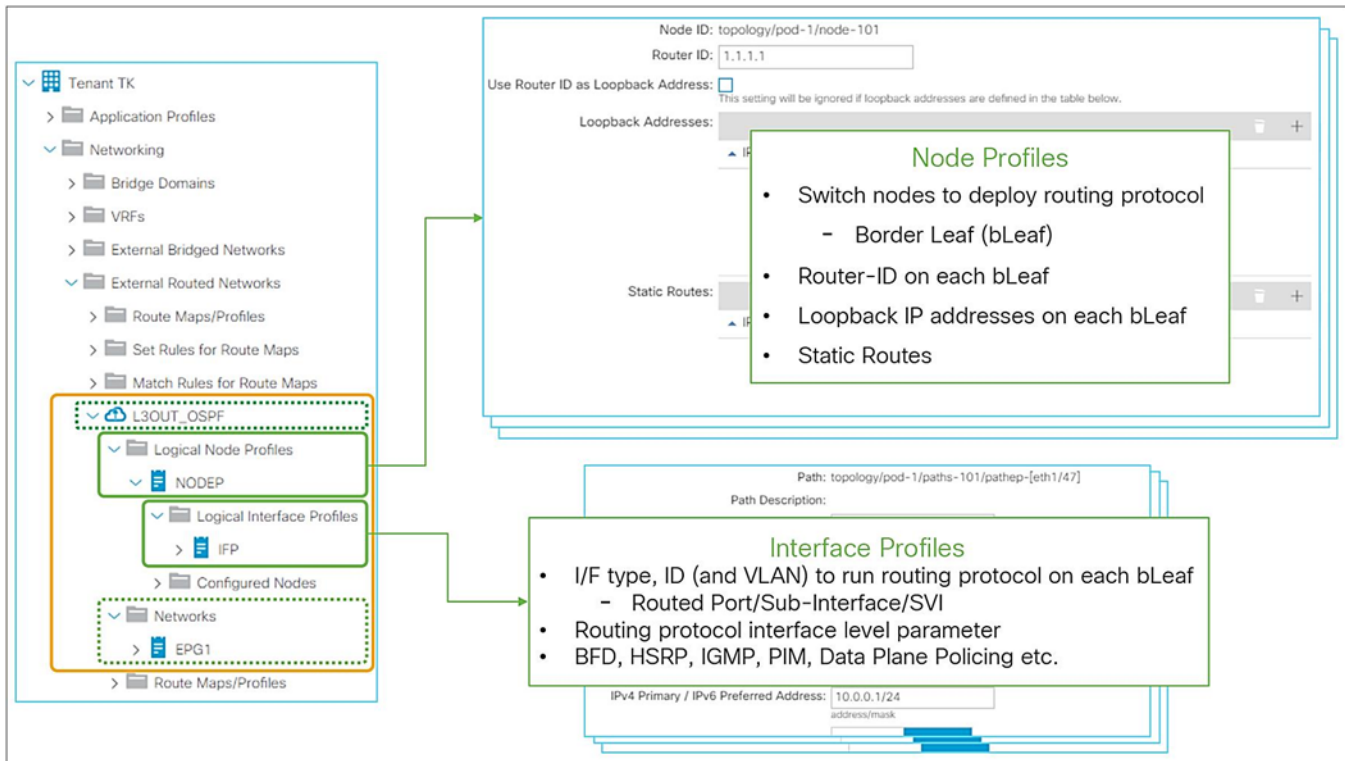 Tenant TK
Application Profiles
Networking
Bridge Domains
VRFs
External Bridged Networks
External Routed Networks
Route Maps/Profiles
Set Rules for Route Maps
Match Rules for Route Maps
L3OUT_OSPF
Logical Node Profiles
NODEP
Logical Interface Profiles
IFP
Configured Nodes
Networks
EPG1
Route Maps/Profiles
Node ID: topology/pod-1/node-101
Router ID: 1.1.1.1
Use Router ID as Loopback Address:
This setting will be ignored if loopback addresses are defined in the table below.
Loopback Addresses:
Static Routes:
Node Profiles
• Switch nodes to deploy routing protocol
- Border Leaf (bLeaf)
• Router-ID on each bLeaf
• Loopback IP addresses on each bLeaf
• Static Routes
Path: topology/pod-1/paths-101/pathep-[eth1/47]
Path Description:
Interface Profiles
• I/F type, ID (and VLAN) to run routing protocol on each bLeaf
- Routed Port/Sub-Interface/SVI
• Routing protocol interface level parameter
• BFD, HSRP, IGMP, PIM, Data Plane Policing etc.
IPv4 Primary / IPv6 Preferred Address: 10.0.0.1/24
address/mask